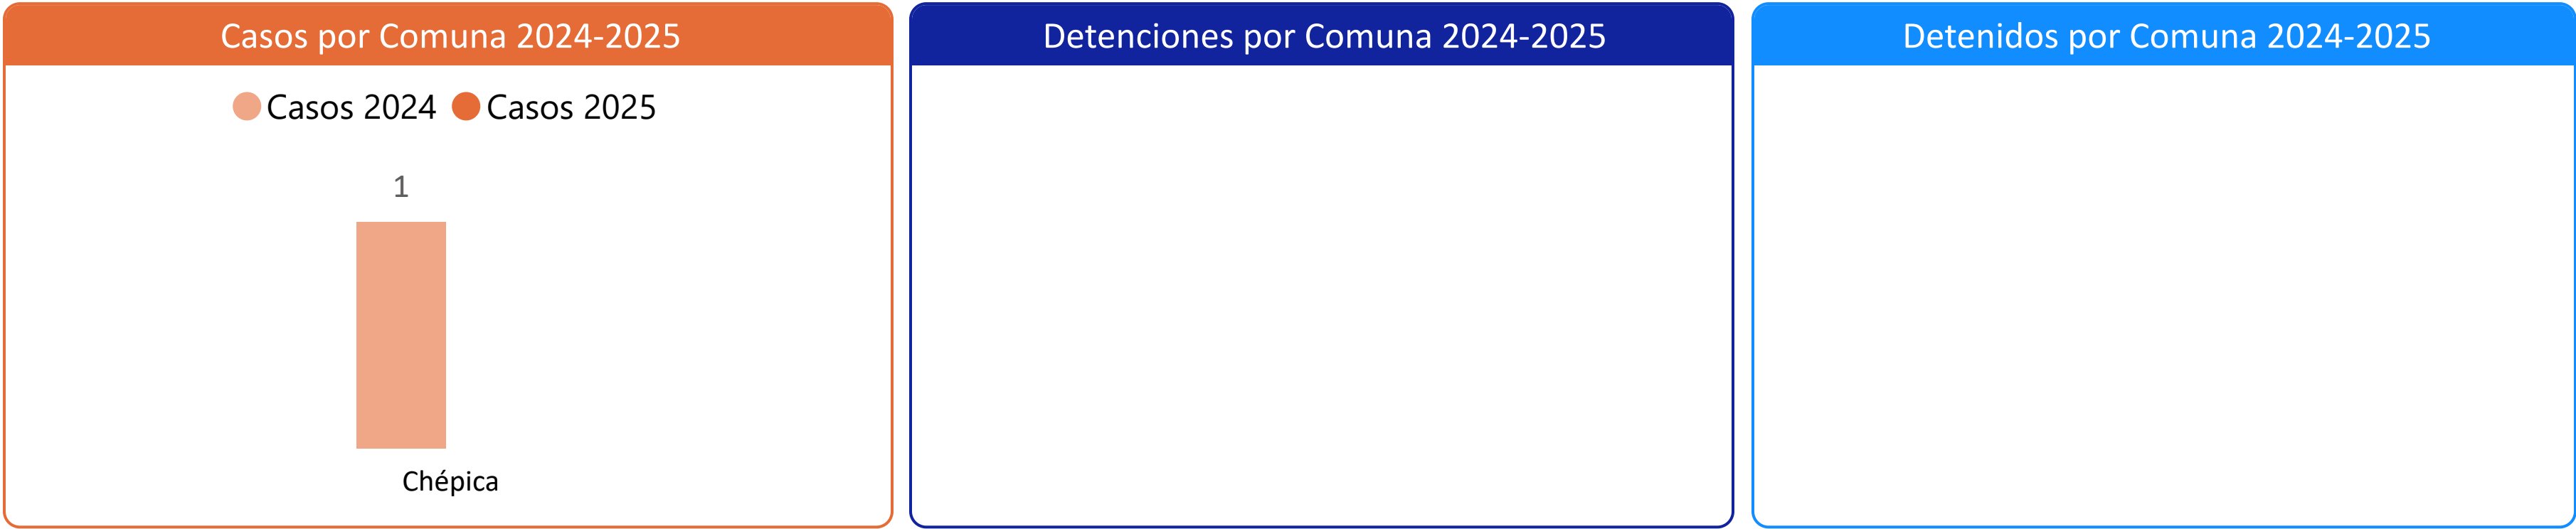 Casos por Comuna 2024-2025
Casos 2024 Casos 2025
1
Chépica
Detenciones por Comuna 2024-2025
Detenidos por Comuna 2024-2025